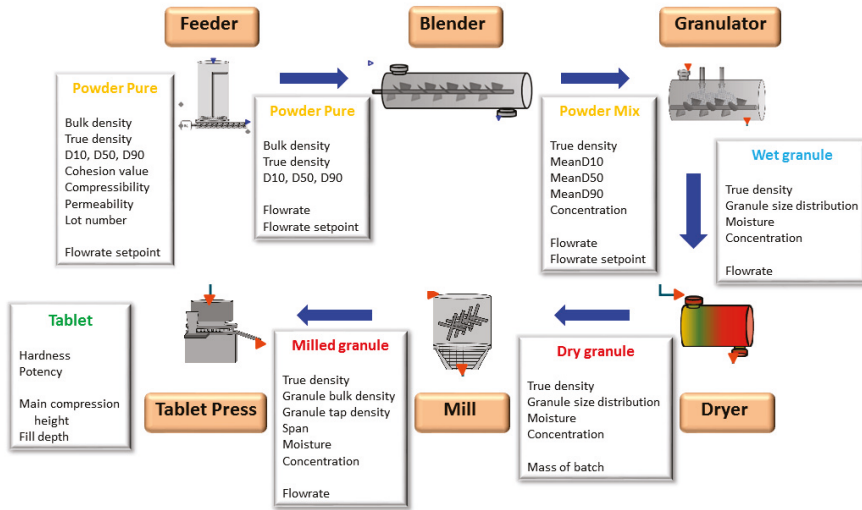 Feeder
Blender
Granulator
Powder Pure
Bulk density
True density
D10, D50, D90
Cohesion value
Compressibility
Permeability
Lot number
Flowrate setpoint
Powder Pure
Bulk density
True density
D10, D50, D90
Flowrate
Flowrate setpoint
Powder Mix
True density
MeanD10
MeanD50
MeanD90
Concentration
Flowrate
Flowrate setpoint
Wet granule
True density
Granule size distribution
Moisture
Concentration
Flowrate
Tablet
Hardness
Potency
Main compression
height
Fill depth
Tablet Press
Milled granule
True density
Granule bulk density
Granule tap density
Span
Moisture
Concentration
Flowrate
Mill
Dry granule
True density
Granule size distribution
Moisture
Concentration
Mass of batch
Dryer